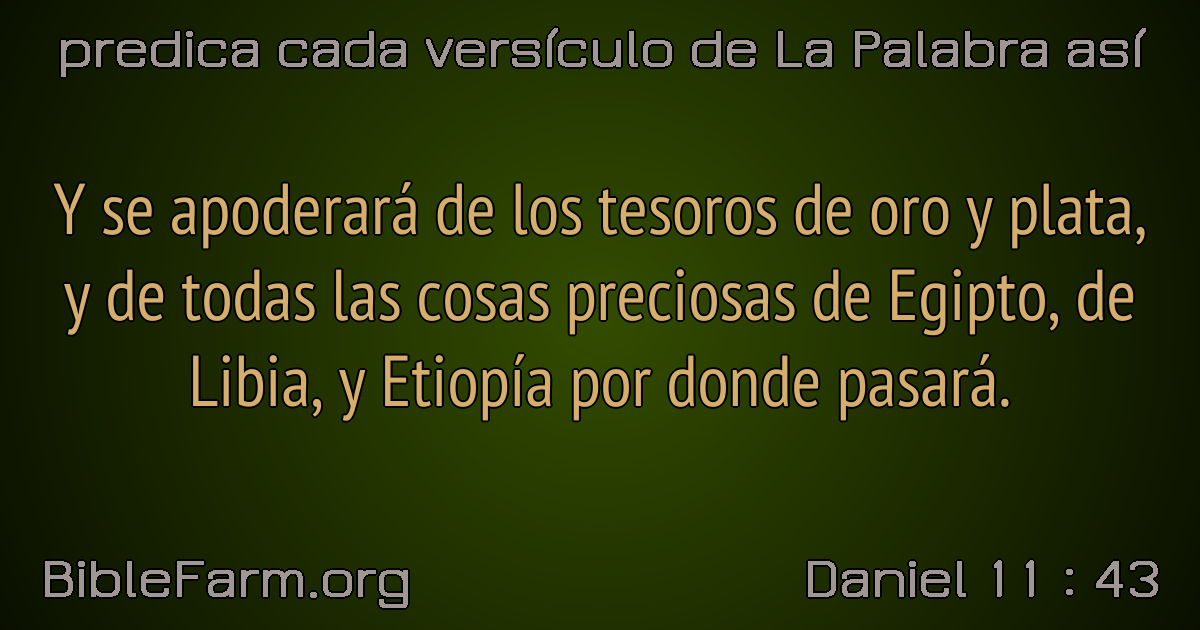 predica cada versículo de La Palabra así
Y se apoderará de los tesoros de oro y plata,
y de todas las cosas preciosas de Egipto, de
Libia, y Etiopía por donde pasará.
BibleFarm.org
Daniel 11 : 43